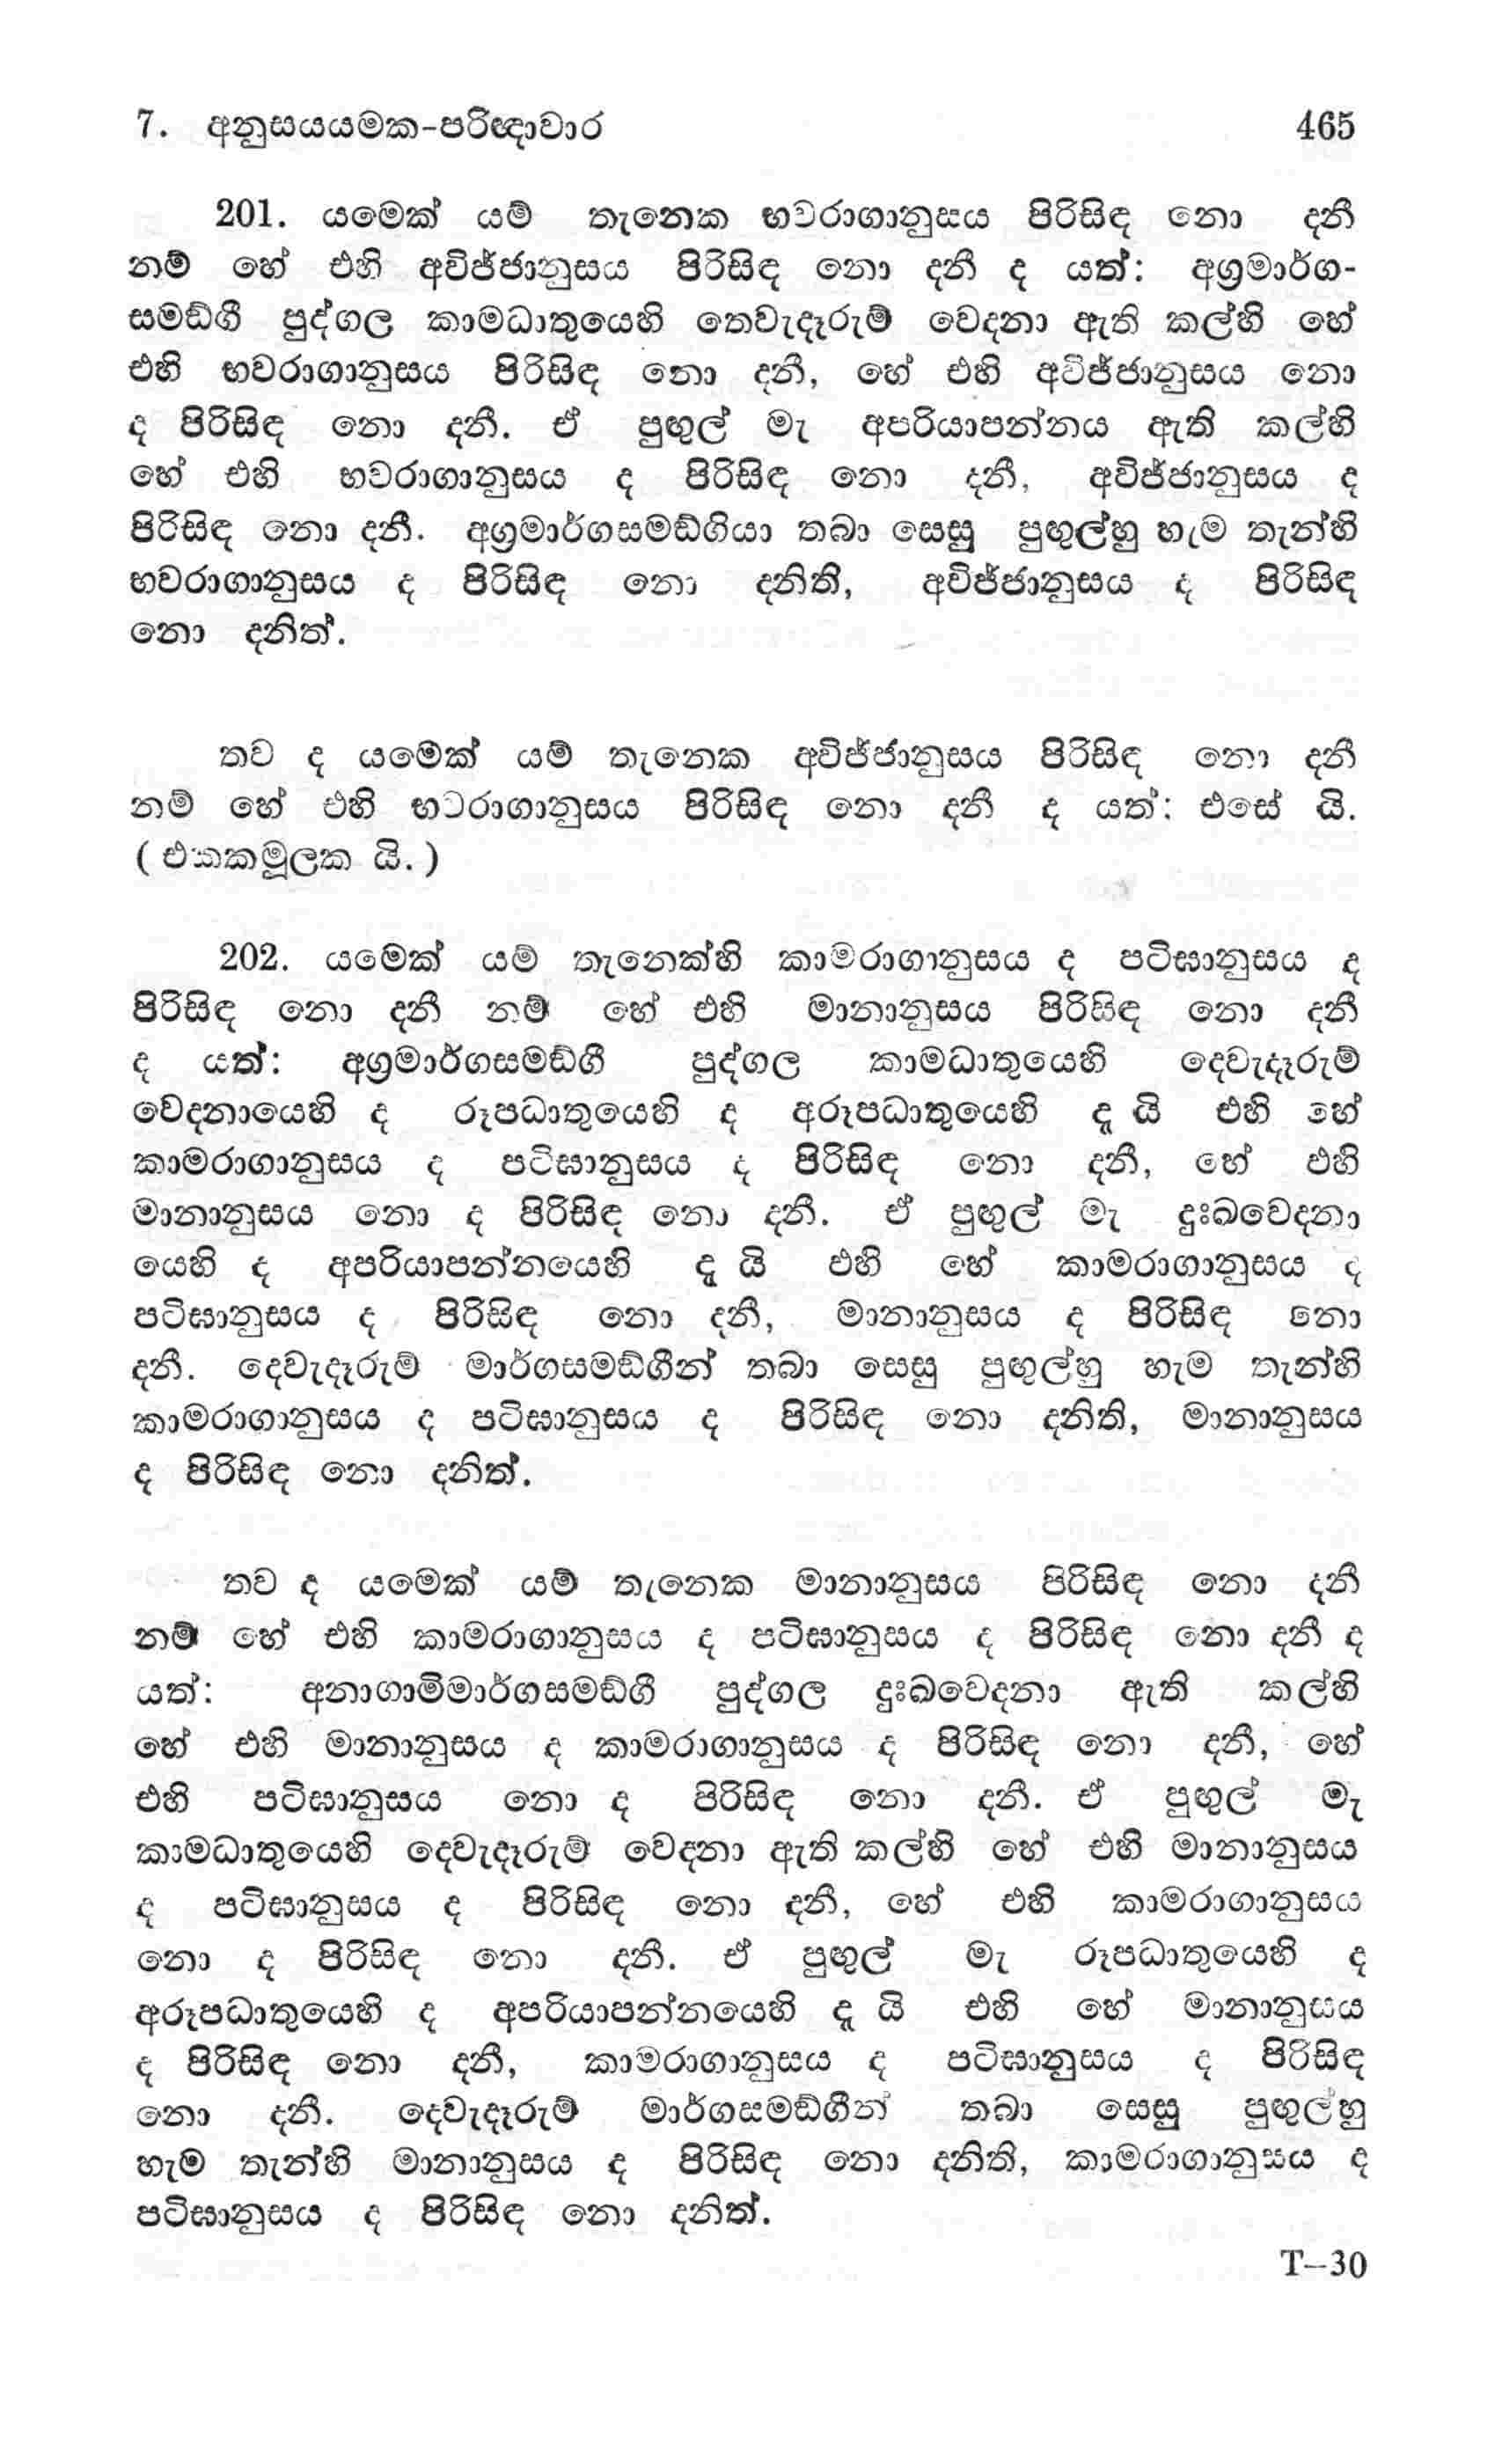 7. අනුසයයමක-පරිඥාවාර 465
201. යමෙක් යම් තැනෙක භවරාගානුසය පිරිසිඳ නො දනී
නම් හේ එහි අවිජ්ජානුසය පිරිසිඳ නො දනී ද යත්: අග්‍රමාර්ග-
සමඞ්ගී පුද්ගල කාමධාතුයෙහි තෙවැදෑරුම් වෙදනා ඇති කල්හි හේ
එහි භවරාගානුසය පිරිසිඳ නො දනී, හේ එහි අවිජ්ජානුසය නො
ද පිරිසිඳ නො දනී. ඒ පුඟුල් මැ අපරියාපන්නය ඇති කල්හි
හේ එහි භවරාගානුසය ද පිරිසිඳ නො දනී, අවිජ්ජානුසය ද
පිරිසිඳ නො දනී. අග්‍රමාර්ගසමඞ්ගියා තබා සෙසු පුඟුල්හු හැම තැන්හි
භවරාගානුසය ද පිරිසිඳ නො දනිති, අවිජ්ජානුසය ද පිරිසිඳ
නො දනිත්.
තව ද යමෙක් යම් තැනෙක අවිජ්ජානුසය පිරිසිඳ නො දනී
නම් හේ එහි භවරාගානුසය පිරිසිඳ නො දනී ද යත්: එසේ යි.
(එකකමූලක යි.)
202. යමෙක් යම් තැනෙක්හි කාමරාගානුසය ද පටිඝානුසය ද
පිරිසිඳ නො දනී නම් හේ එහි මානානුසය පිරිසිඳ නො දනී
ද යත්: අග්‍රමාර්ගසමඞ්ගී පුද්ගල කාමධාතුයෙහි දෙවැදෑරුම්
වේදනායෙහි ද රූපධාතුයෙහි ද අරූපධාතුයෙහි දැ යි එහි හේ
කාමරාගානුසය ද පටිඝානුසය ද පිරිසිඳ නො දනී, හේ එහි
මානානුසය නො ද පිරිසිඳ නො දනී. ඒ පුඟුල් මැ දුඃඛවෙදනා
යෙහි ද අපරියාපන්නයෙහි දැ යි එහි හේ කාමරාගානුසය ද
පටිඝානුසය ද පිරිසිඳ නො දනී, මානානුසය ද පිරිසිඳ නො
දනී. දෙවැදෑරුම් මාර්ගසමඞ්ගීන් තබා සෙසු පුඟුල්හු හැම තැන්හි
කාමරාගානුසය ද පටිඝානුසය ද පිරිසිඳ නො දනිති, මානානුසය
ද පිරිසිඳ නො දනිත්.
තව ද යමෙක් යම් තැනෙක මානානුසය පිරිසිඳ නො දනී
නම් හේ එහි කාමරාගානුසය ද පටිඝානුසය ද පිරිසිඳ නො දනී ද
යත්: අනාගාමිමාර්ගසමඞ්ගී පුද්ගල දුඃඛවෙදනා ඇති කල්හි
හේ එහි මානානුසය ද කාමරාගානුසය ද පිරිසිඳ නො දනී, හේ
එහි පටිඝානුසය නො ද පිරිසිඳ නො දනී. ඒ පුඟුල් මැ
කාමධාතුයෙහි දෙවැදෑරුම් වේදනා ඇති කල්හි හේ එහි මානානුසය
ද පටිඝානුසය ද පිරිසිඳ නො දනී, හේ එහි කාමරාගානුසය
නො ද පිරිසිඳ නො දනී. ඒ පුඟුල් මැ රූපධාතුයෙහි ද
අරූපධාතුයෙහි ද අපරියාපන්නයෙහි දැ යි එහි හේ මානානුසය
ද පිරිසිඳ නො දනී, කාමරාගානුසය ද පටිඝානුසය ද පිරිසිඳ
නො දනී. දෙවැදෑරුම් මාර්ගසමඞ්ගීන් තබා සෙසු පුඟුල්හු
හැම තැන්හි මානානුසය ද පිරිසිඳ නො දනිති, කාමරාගානුසය ද
පටිඝානුසය ද පිරිසිඳ නො දනිත්.
T–30